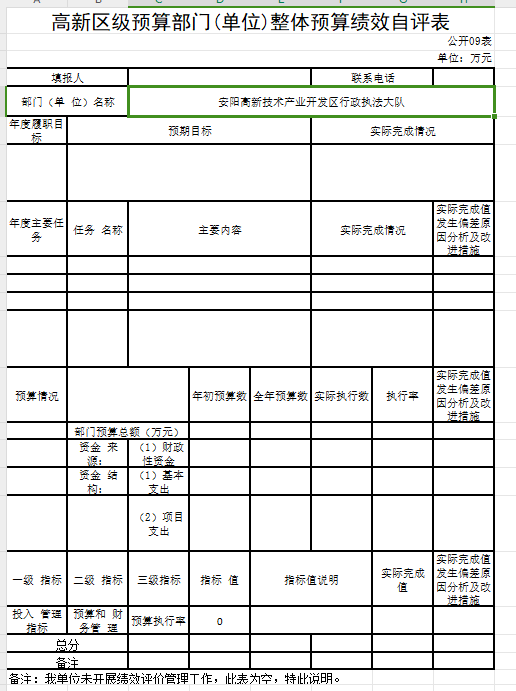 高新区级预算部门(单位)整体预算绩效自评表
公开09表
单位：万元
填报人 联系电话
部门（单 位）名称 安阳高新技术产业开发区行政执法大队
年度履职目标 预期目标 实际完成情况
年度主要任务 任务 名称 主要内容 实际完成情况 实际完成值发生偏差原因分析及改进措施
预算情况 年初预算数 全年预算数 实际执行数 执行率 实际完成值发生偏差原因分析及改进措施
部门预算总额（万元）
资金 来源： （1）财政性资金
资金 结构： （1）基本支出
（2）项目支出
一级 指标 二级 指标 三级指标 指标 值 指标值说明 实际完成值 实际完成值发生偏差原因分析及改进措施
投入 管理指标 预算和 财务管 理 预算执行率 0
总分
备注
备注：我单位未开展绩效评价管理工作，此表为空，特此说明。